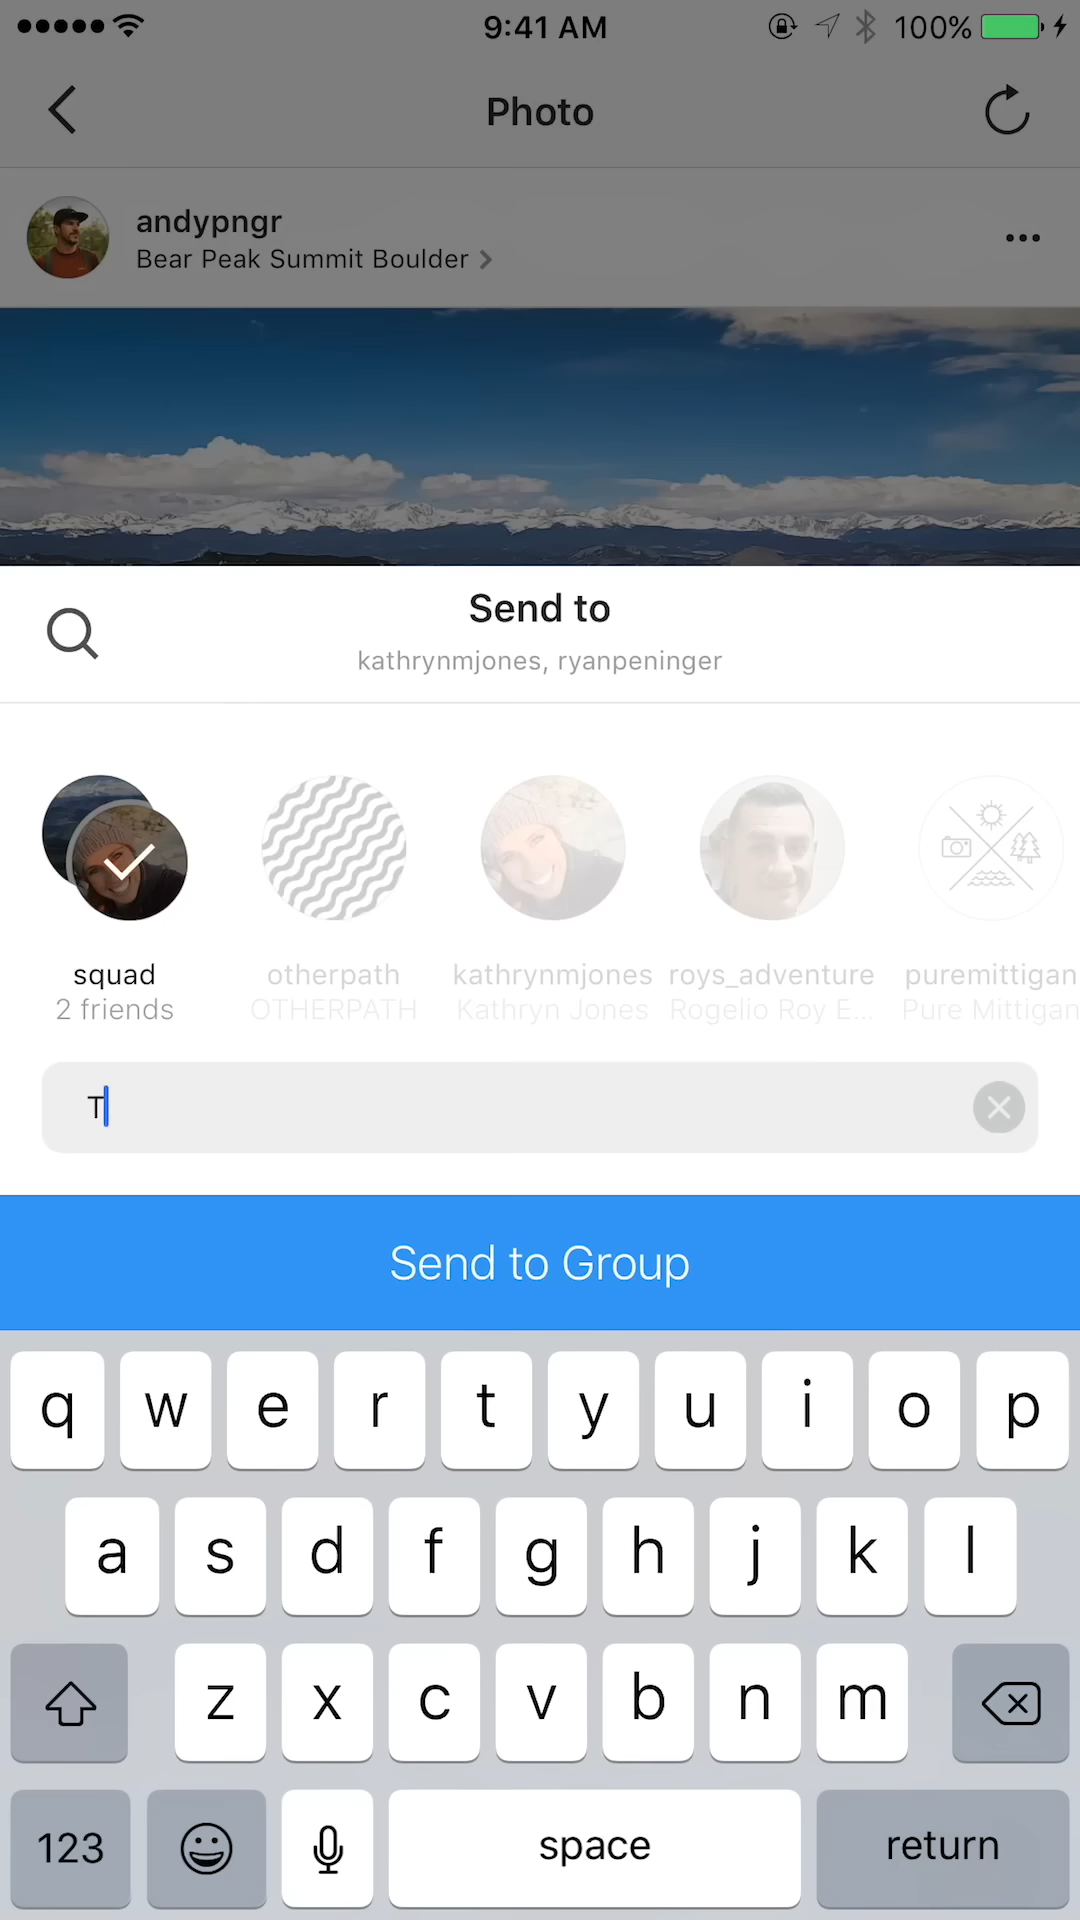 9:41 AM 100%
Photo
andypngr
Bear Peak Summit Boulder
Send to
kathrynmjones, ryanpeninger
squad otherpath kathrynmjones roys_adventure puremittigan
2 friends OTHERPATH Kathryn Jones Rogelio Roy E... Pure Mittigan
T
Send to Group
q w e r t y u i o p
a s d f g h j k l
z x c v b n m
123 space return